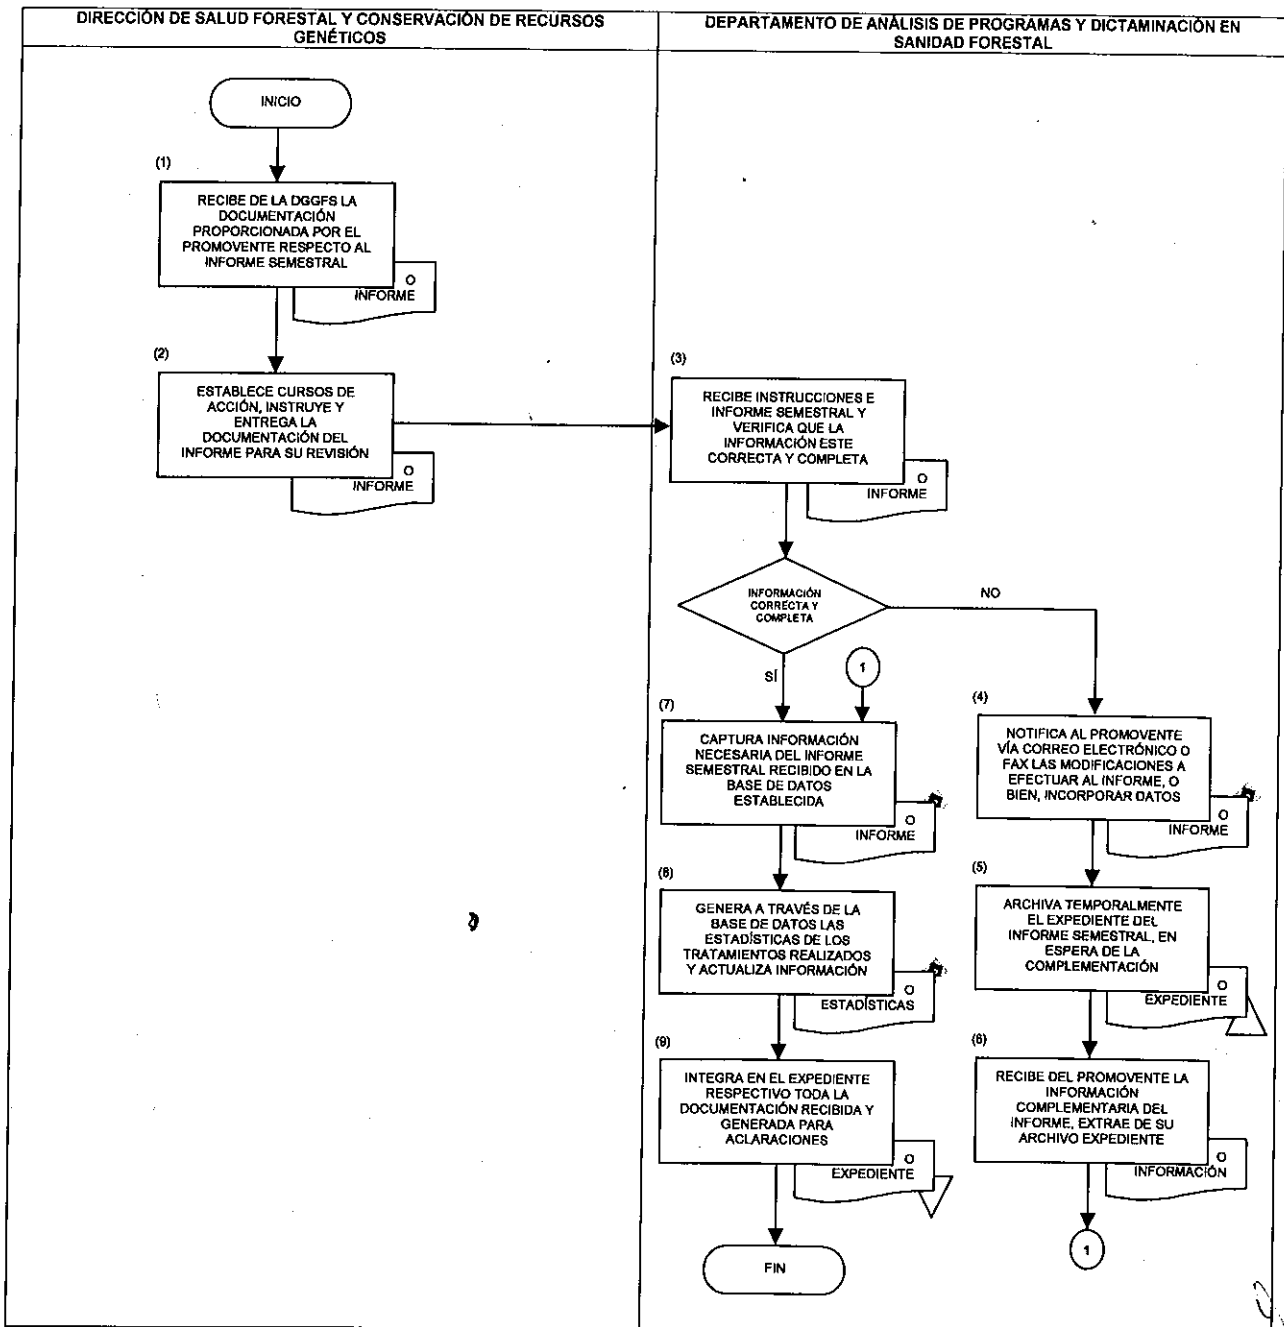 DIRECCIÓN DE SALUD FORESTAL Y CONSERVACIÓN DE RECURSOS
GENÉTICOS
DEPARTAMENTO DE ANÁLISIS DE PROGRAMAS Y DICTAMINACIÓN EN
SANIDAD FORESTAL
INICIO
(1)
RECIBE DE LA DGGFS LA
DOCUMENTACIÓN
PROPORCIONADA POR EL
PROMOVENTE RESPECTO AL
INFORME SEMESTRAL
O
INFORME
(2)
ESTABLECE CURSOS DE
ACCIÓN, INSTRUYE Y
ENTREGA LA
DOCUMENTACIÓN DEL
INFORME PARA SU REVISIÓN
O
INFORME
(3)
RECIBE INSTRUCCIONES E
INFORME SEMESTRAL Y
VERIFICA QUE LA
INFORMACIÓN ESTE
CORRECTA Y COMPLETA
O
INFORME
INFORMACIÓN
CORRECTA Y
COMPLETA
NO
SÍ
1
(4)
NOTIFICA AL PROMOVENTE
VÍA CORREO ELECTRÓNICO O
FAX LAS MODIFICACIONES A
EFECTUAR AL INFORME, O
BIEN, INCORPORAR DATOS
O
INFORME
(5)
ARCHIVA TEMPORALMENTE
EL EXPEDIENTE DEL
INFORME SEMESTRAL, EN
ESPERA DE LA
COMPLEMENTACIÓN
O
EXPEDIENTE
(6)
RECIBE DEL PROMOVENTE LA
INFORMACIÓN
COMPLEMENTARIA DEL
INFORME, EXTRAE DE SU
ARCHIVO EXPEDIENTE
O
INFORMACIÓN
1
(7)
CAPTURA INFORMACIÓN
NECESARIA DEL INFORME
SEMESTRAL RECIBIDO EN LA
BASE DE DATOS
ESTABLECIDA
O
INFORME
(8)
GENERA A TRAVÉS DE LA
BASE DE DATOS LAS
ESTADÍSTICAS DE LOS
TRATAMIENTOS REALIZADOS
Y ACTUALIZA INFORMACIÓN
O
ESTADÍSTICAS
(9)
INTEGRA EN EL EXPEDIENTE
RESPECTIVO TODA LA
DOCUMENTACIÓN RECIBIDA Y
GENERADA PARA
ACLARACIONES
O
EXPEDIENTE
FIN